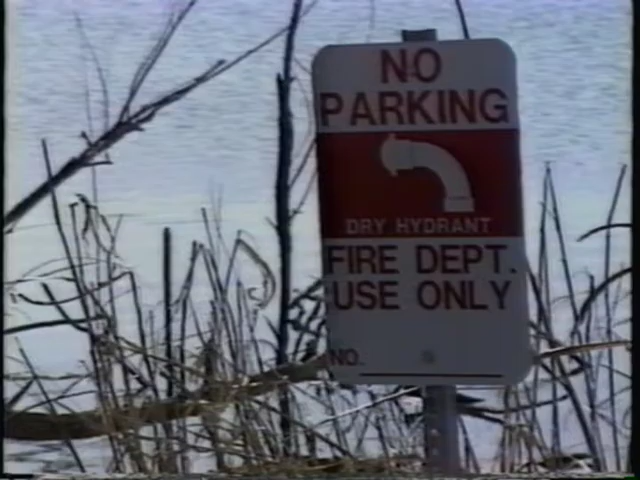 NO
PARKING
DRY HYDRANT
FIRE DEPT.
USE ONLY
NO.